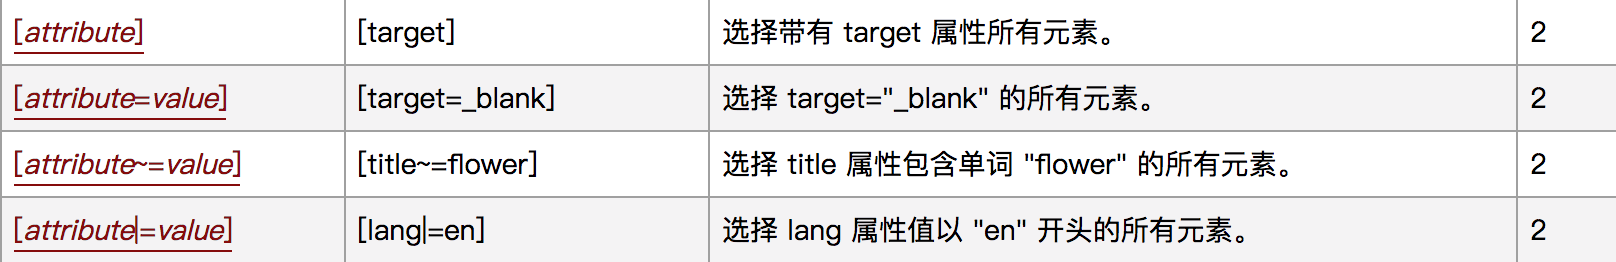 [attribute] [target] 选择带有 target 属性所有元素。 2
[attribute=value] [target=_blank] 选择 target="_blank" 的所有元素。 2
[attribute~=value] [title~=flower] 选择 title 属性包含单词 "flower" 的所有元素。 2
[attribute|=value] [lang|=en] 选择 lang 属性值以 "en" 开头的所有元素。 2